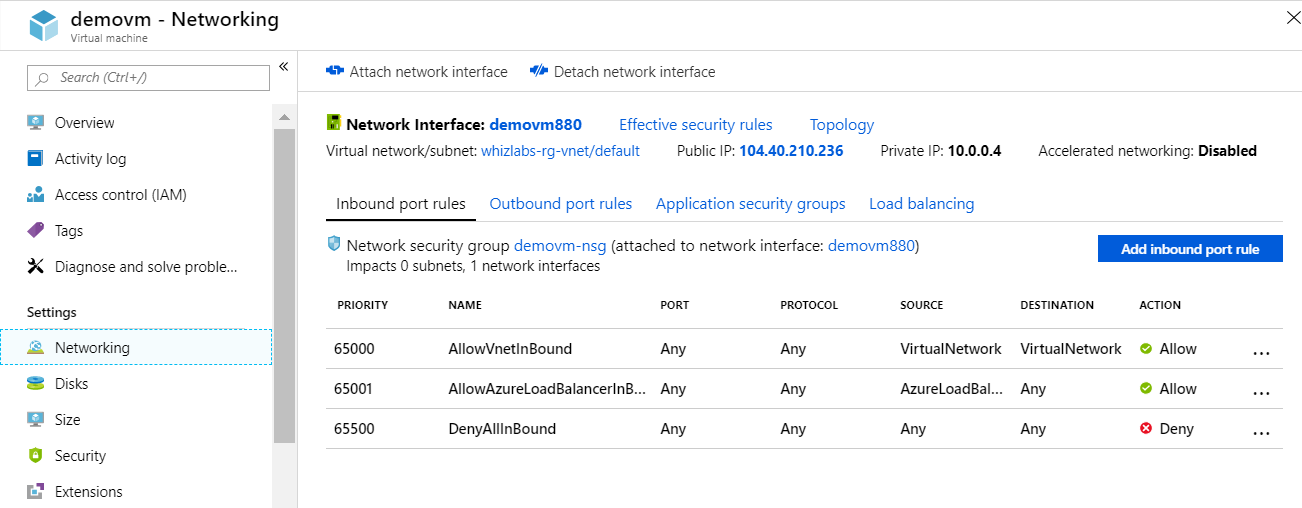 demovm - Networking
Virtual machine
Search (Ctrl+/)
Overview
Activity log
Access control (IAM)
Tags
Diagnose and solve proble...
Settings
Networking
Disks
Size
Security
Extensions
Attach network interface Detach network interface
Network Interface: demovm880 Effective security rules Topology
Virtual network/subnet: whizlabs-rg-vnet/default Public IP: 104.40.210.236 Private IP: 10.0.0.4 Accelerated networking: Disabled
Inbound port rules Outbound port rules Application security groups Load balancing
Network security group demovm-nsg (attached to network interface: demovm880)
Impacts 0 subnets, 1 network interfaces
Add inbound port rule
PRIORITY NAME PORT PROTOCOL SOURCE DESTINATION ACTION
65000 AllowVnetInBound Any Any VirtualNetwork VirtualNetwork Allow ...
65001 AllowAzureLoadBalancerInB... Any Any AzureLoadBal... Any Allow ...
65500 DenyAllInBound Any Any Any Any Deny ...